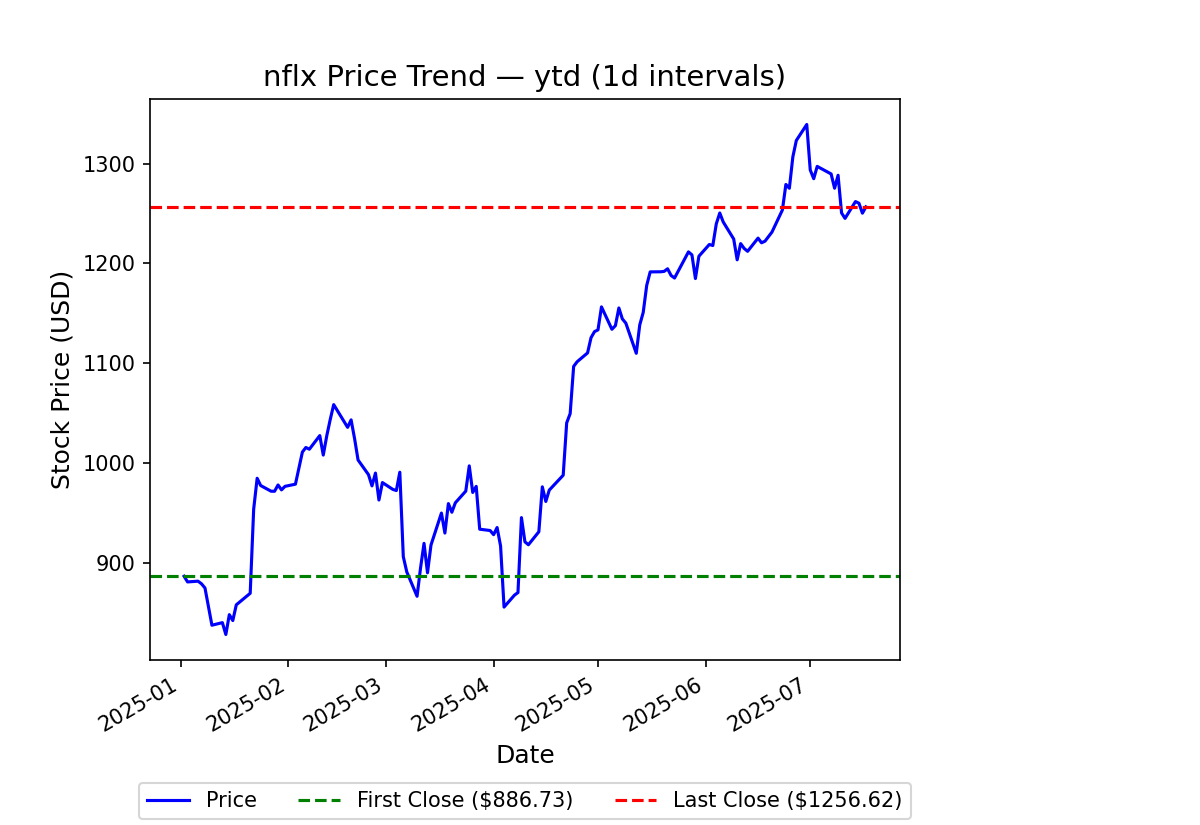 nflx Price Trend — ytd (1d intervals)
Stock Price (USD)
1300
1200
1100
1000
900
2025-01
2025-02
2025-03
2025-04
2025-05
2025-06
2025-07
Date
Price
First Close ($886.73)
Last Close ($1256.62)